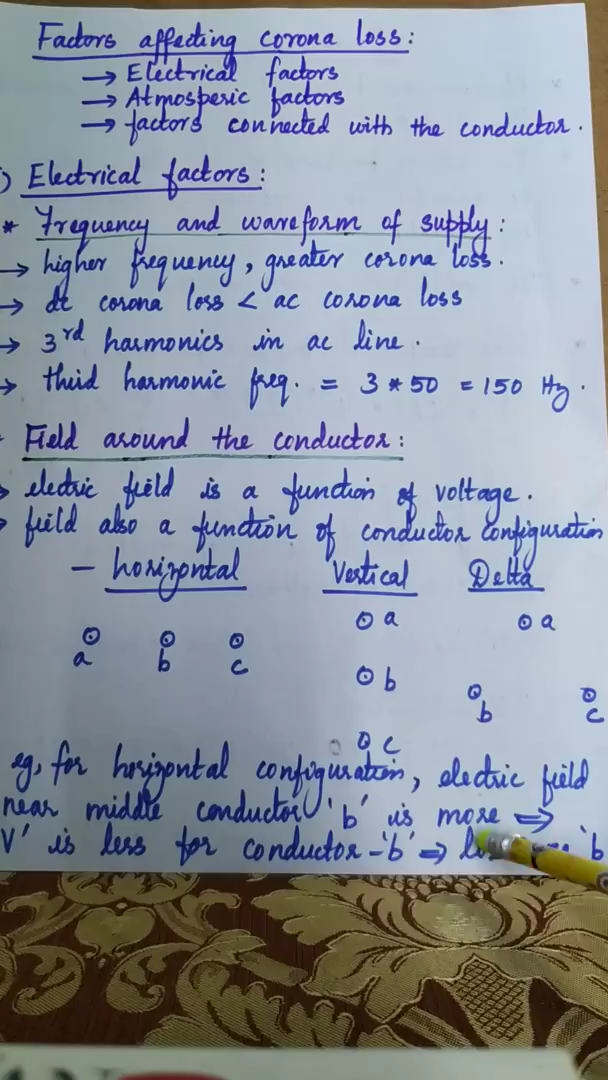 Factors affecting corona loss:
→ Electrical factors
→ Atmosperic factors
→ factors connected with the conductor.
) Electrical factors:
* Frequency and waveform of supply:
→ higher frequency, greater corona loss.
→ dc corona loss < ac corona loss
→ 3rd harmonics in ac line.
→ third harmonic freq. = 3 * 50 = 150 Hz.
Field around the conductor:
→ electric field is a function of voltage.
→ field also a function of conductor configuration
- horizontal Vertical Delta
a b c
a
b
c
a
b c
eg, for horizontal configuration, electric field
near middle conductor 'b' is more ⇒
V' is less for conductor-'b' ⇒ 'b